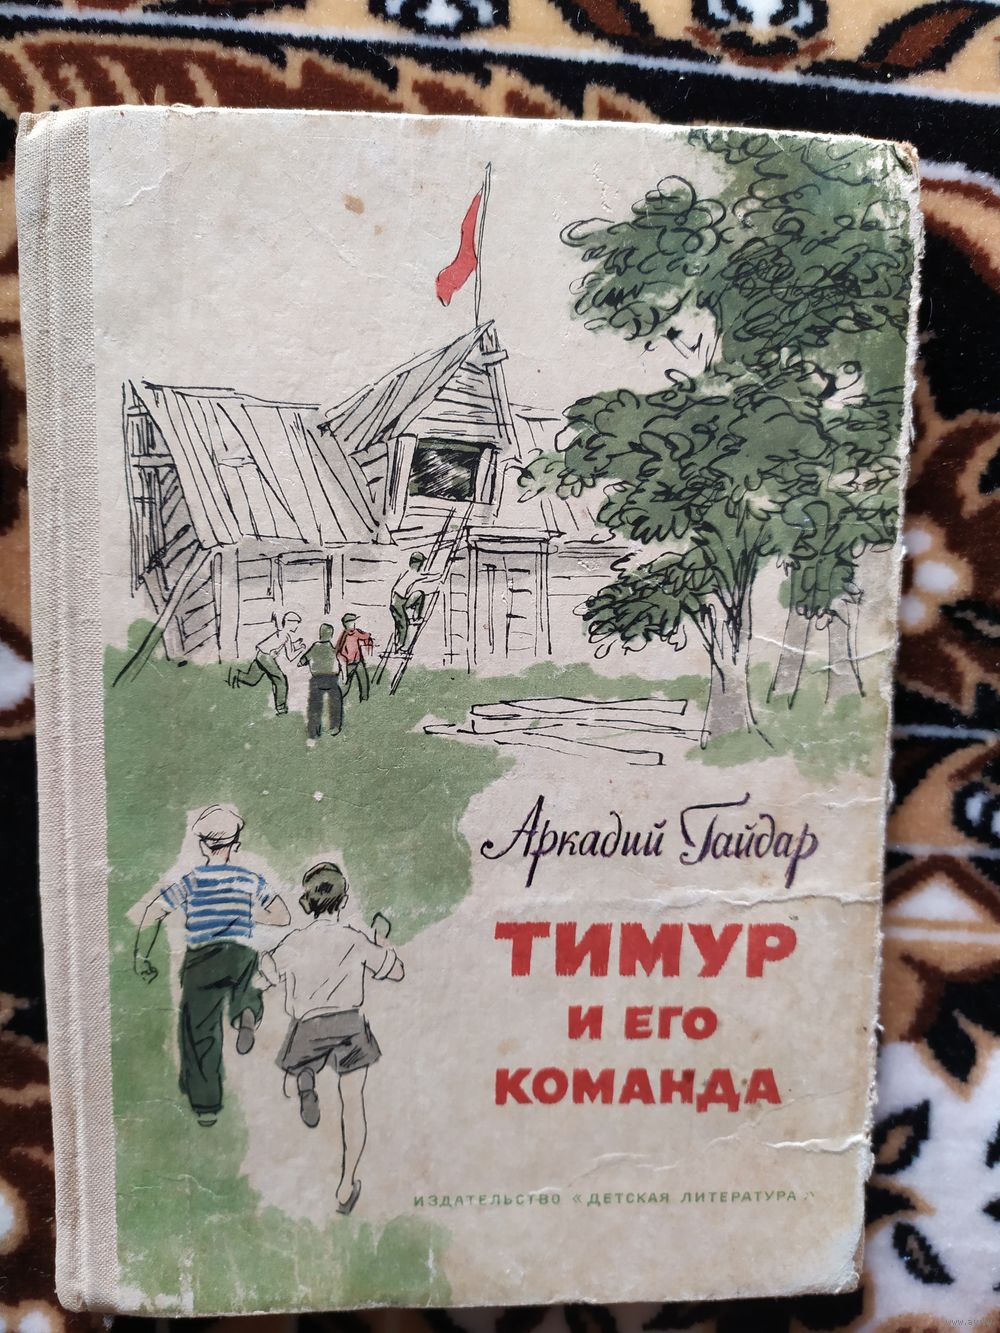 Аркадий Гайдар
ТИМУР
И ЕГО
КОМАНДА
ИЗДАТЕЛЬСТВО «ДЕТСКАЯ ЛИТЕРАТУРА»